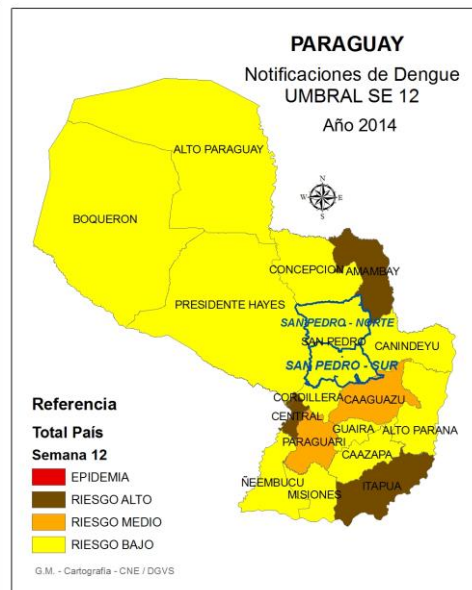 PARAGUAY
Notificaciones de Dengue
UMBRAL SE 12
Año 2014
ALTO PARAGUAY
BOQUERON
N
W E
S
CONCEPCION
AMAMBAY
PRESIDENTE HAYES
SAN PEDRO - NORTE
SAN PEDRO
CANINDEYU
SAN PEDRO - SUR
CORDILLERA
CAAGUAZU
CENTRAL
GUAIRA
ALTO PARANA
PARAGUARI
CAAZAPA
ÑEEMBUCU
MISIONES
ITAPUA
Referencia
Total País
Semana 12
EPIDEMIA
RIESGO ALTO
RIESGO MEDIO
RIESGO BAJO
G.M. - Cartografía - CNE / DGVS